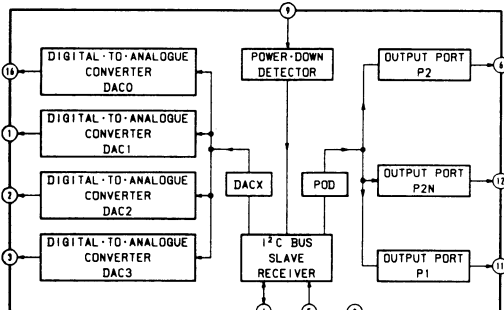 9
DIGITAL·TO·ANALOGUE
CONVERTER
DAC0
16
POWER·DOWN
DETECTOR
OUTPUT PORT
P2
6
DIGITAL·TO·ANALOGUE
CONVERTER
DAC1
1
DIGITAL·TO·ANALOGUE
CONVERTER
DAC2
2
DACX
POD
OUTPUT PORT
P2N
12
DIGITAL·TO·ANALOGUE
CONVERTER
DAC3
3
I²C BUS
SLAVE
RECEIVER
OUTPUT PORT
P1
11